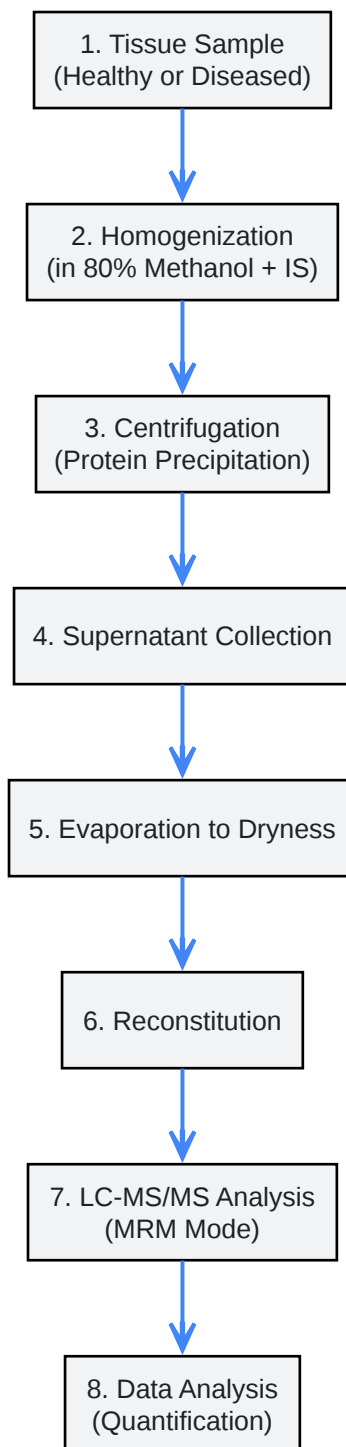 1. Tissue Sample
(Healthy or Diseased)
2. Homogenization
(in 80% Methanol + IS)
3. Centrifugation
(Protein Precipitation)
4. Supernatant Collection
5. Evaporation to Dryness
6. Reconstitution
7. LC-MS/MS Analysis
(MRM Mode)
8. Data Analysis
(Quantification)